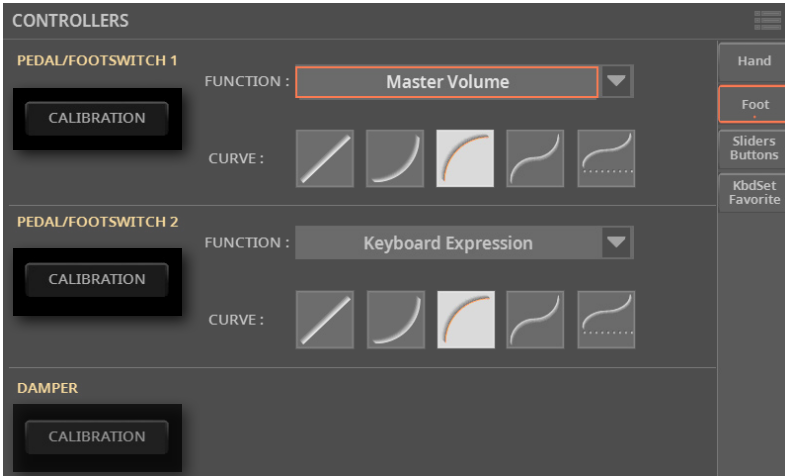 CONTROLLERS
PEDAL/FOOTSWITCH 1
CALIBRATION
FUNCTION :
Master Volume
CURVE :
PEDAL/FOOTSWITCH 2
CALIBRATION
FUNCTION :
Keyboard Expression
CURVE :
DAMPER
CALIBRATION
Hand
Foot
Sliders
Buttons
KbdSet
Favorite